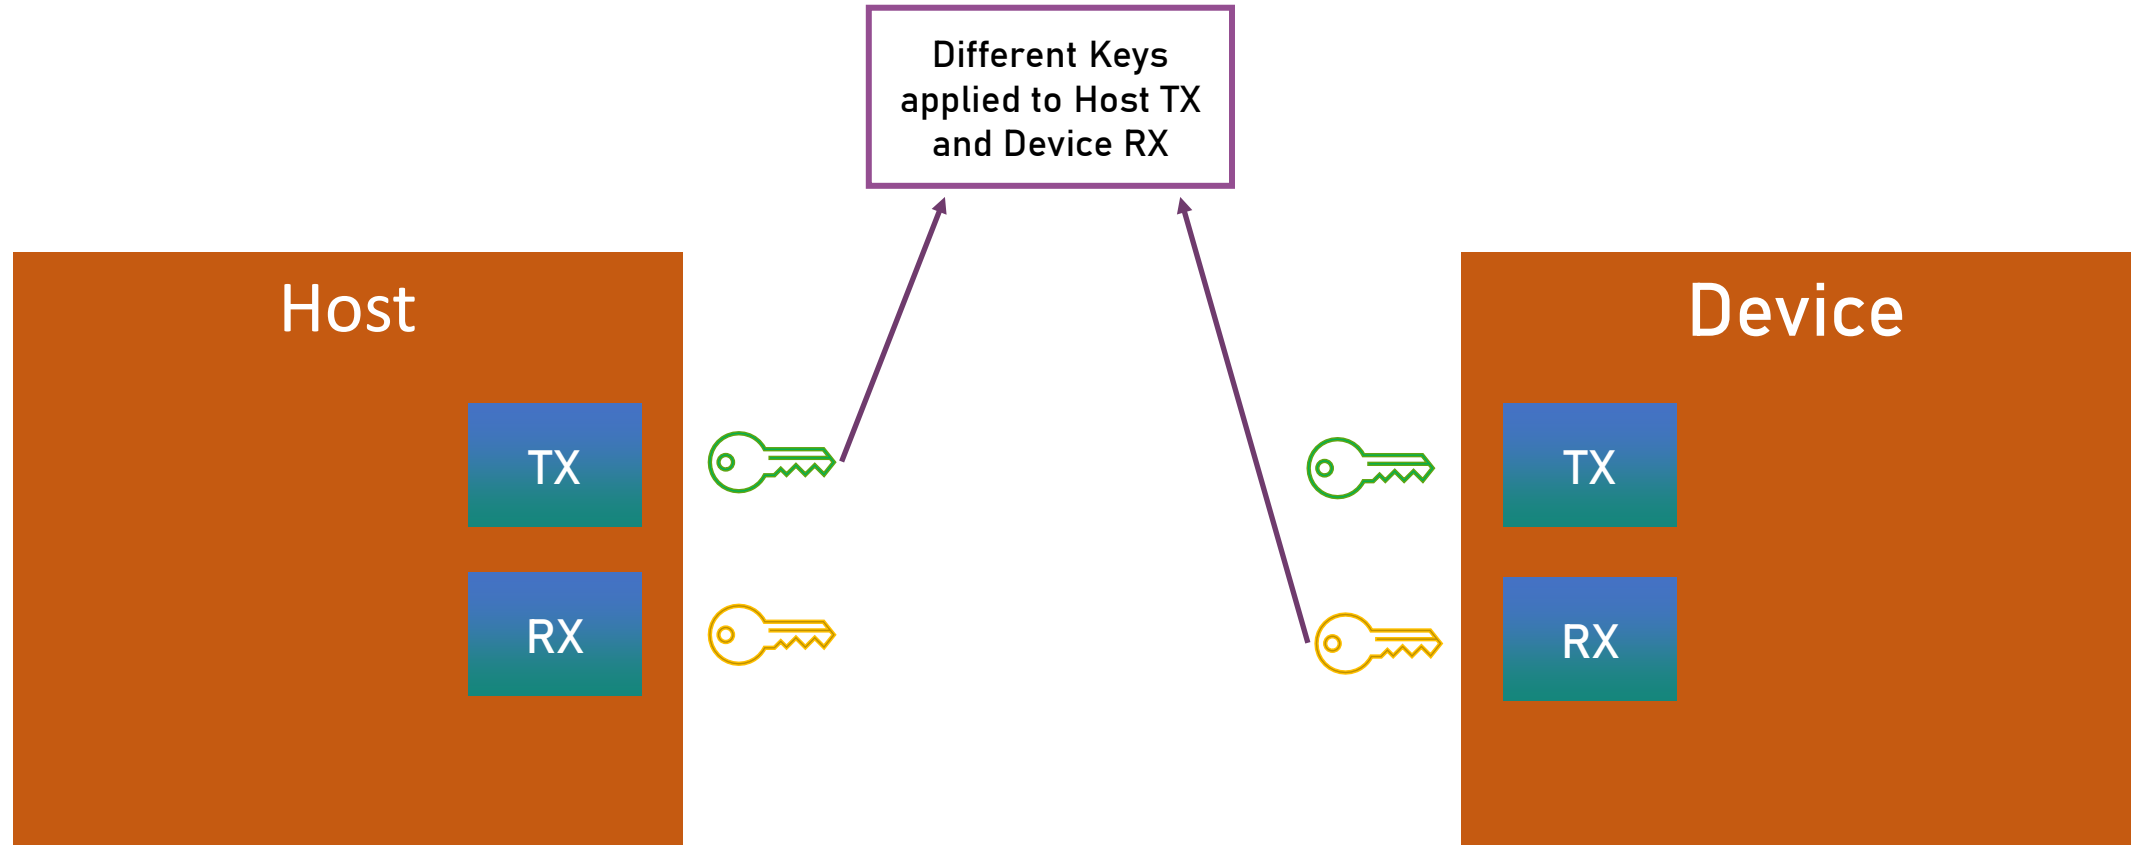 Different Keys
applied to Host TX
and Device RX
Host
Device
TX
TX
RX
RX